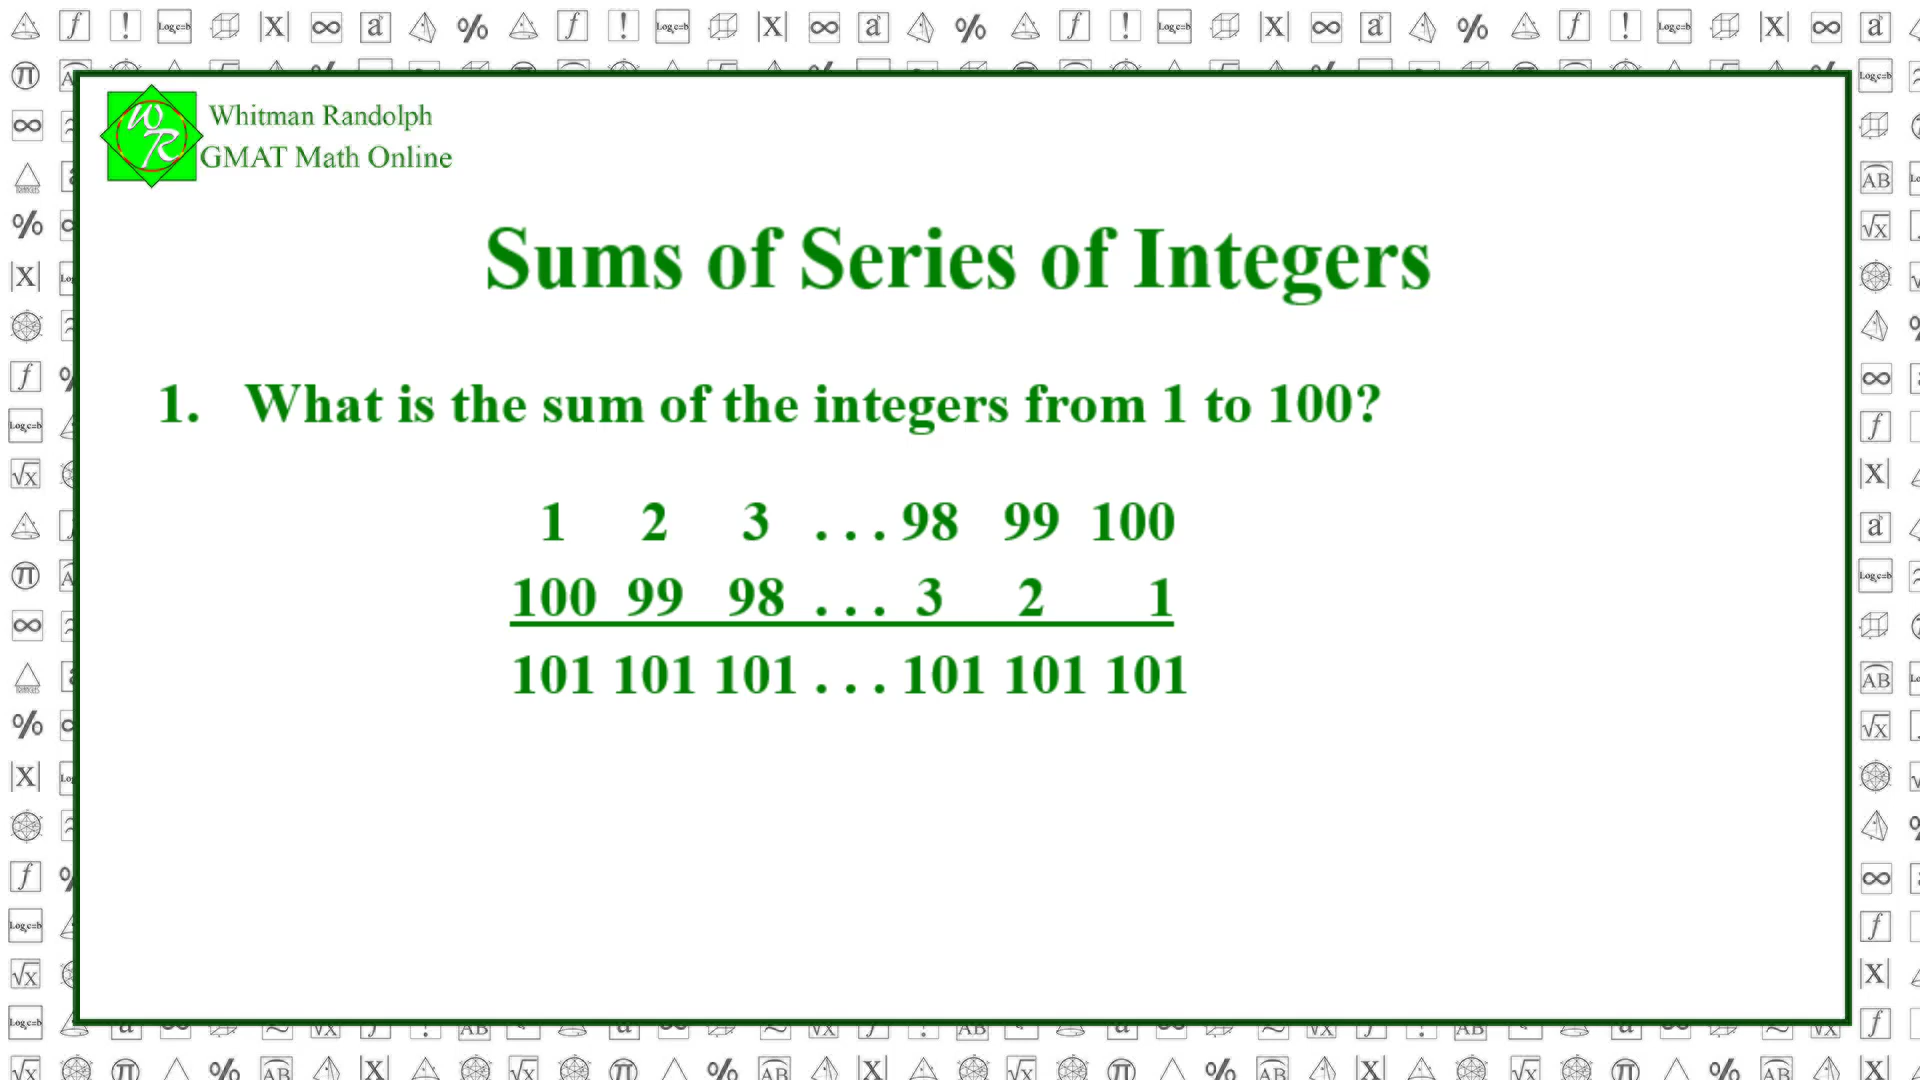 Whitman Randolph
GMAT Math Online
Sums of Series of Integers
1. What is the sum of the integers from 1 to 100?
1 2 3 . . . 98 99 100
100 99 98 . . . 3 2 1
101 101 101 . . . 101 101 101